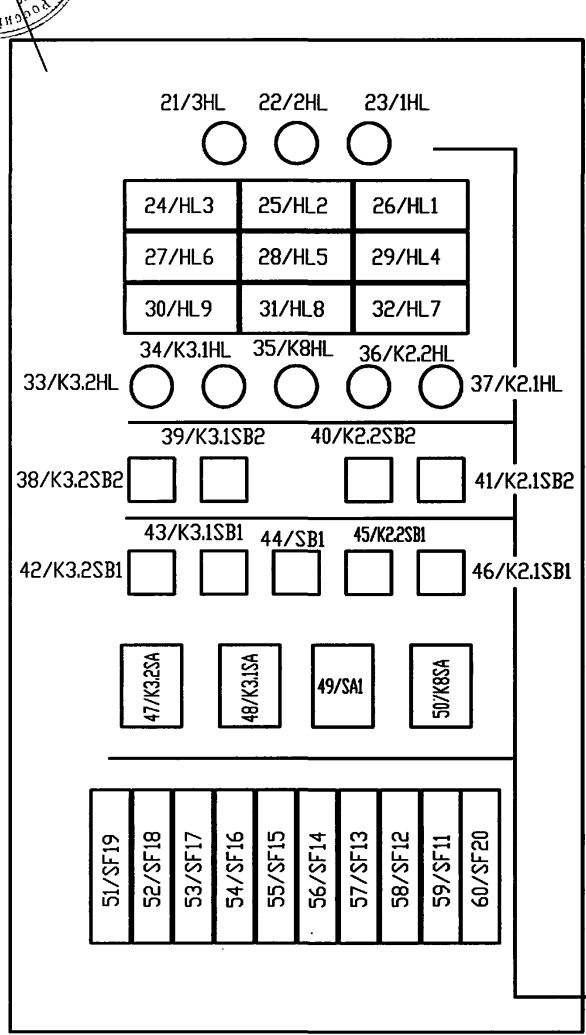 21/3HL 22/2HL 23/1HL
24/HL3 25/HL2 26/HL1
27/HL6 28/HL5 29/HL4
30/HL9 31/HL8 32/HL7
34/K3.1HL 35/K8HL 36/K2.2HL
33/K3.2HL 37/K2.1HL
39/K3.1SB2 40/K2.2SB2
38/K3.2SB2 41/K2.1SB2
43/K3.1SB1 44/SB1 45/K2.2SB1
42/K3.2SB1 46/K2.1SB1
47/K3.2SA 48/K3.1SA 49/SA1 50/K8SA
51/SF19 52/SF18 53/SF17 54/SF16 55/SF15 56/SF14 57/SF13 58/SF12 59/SF11 60/SF20